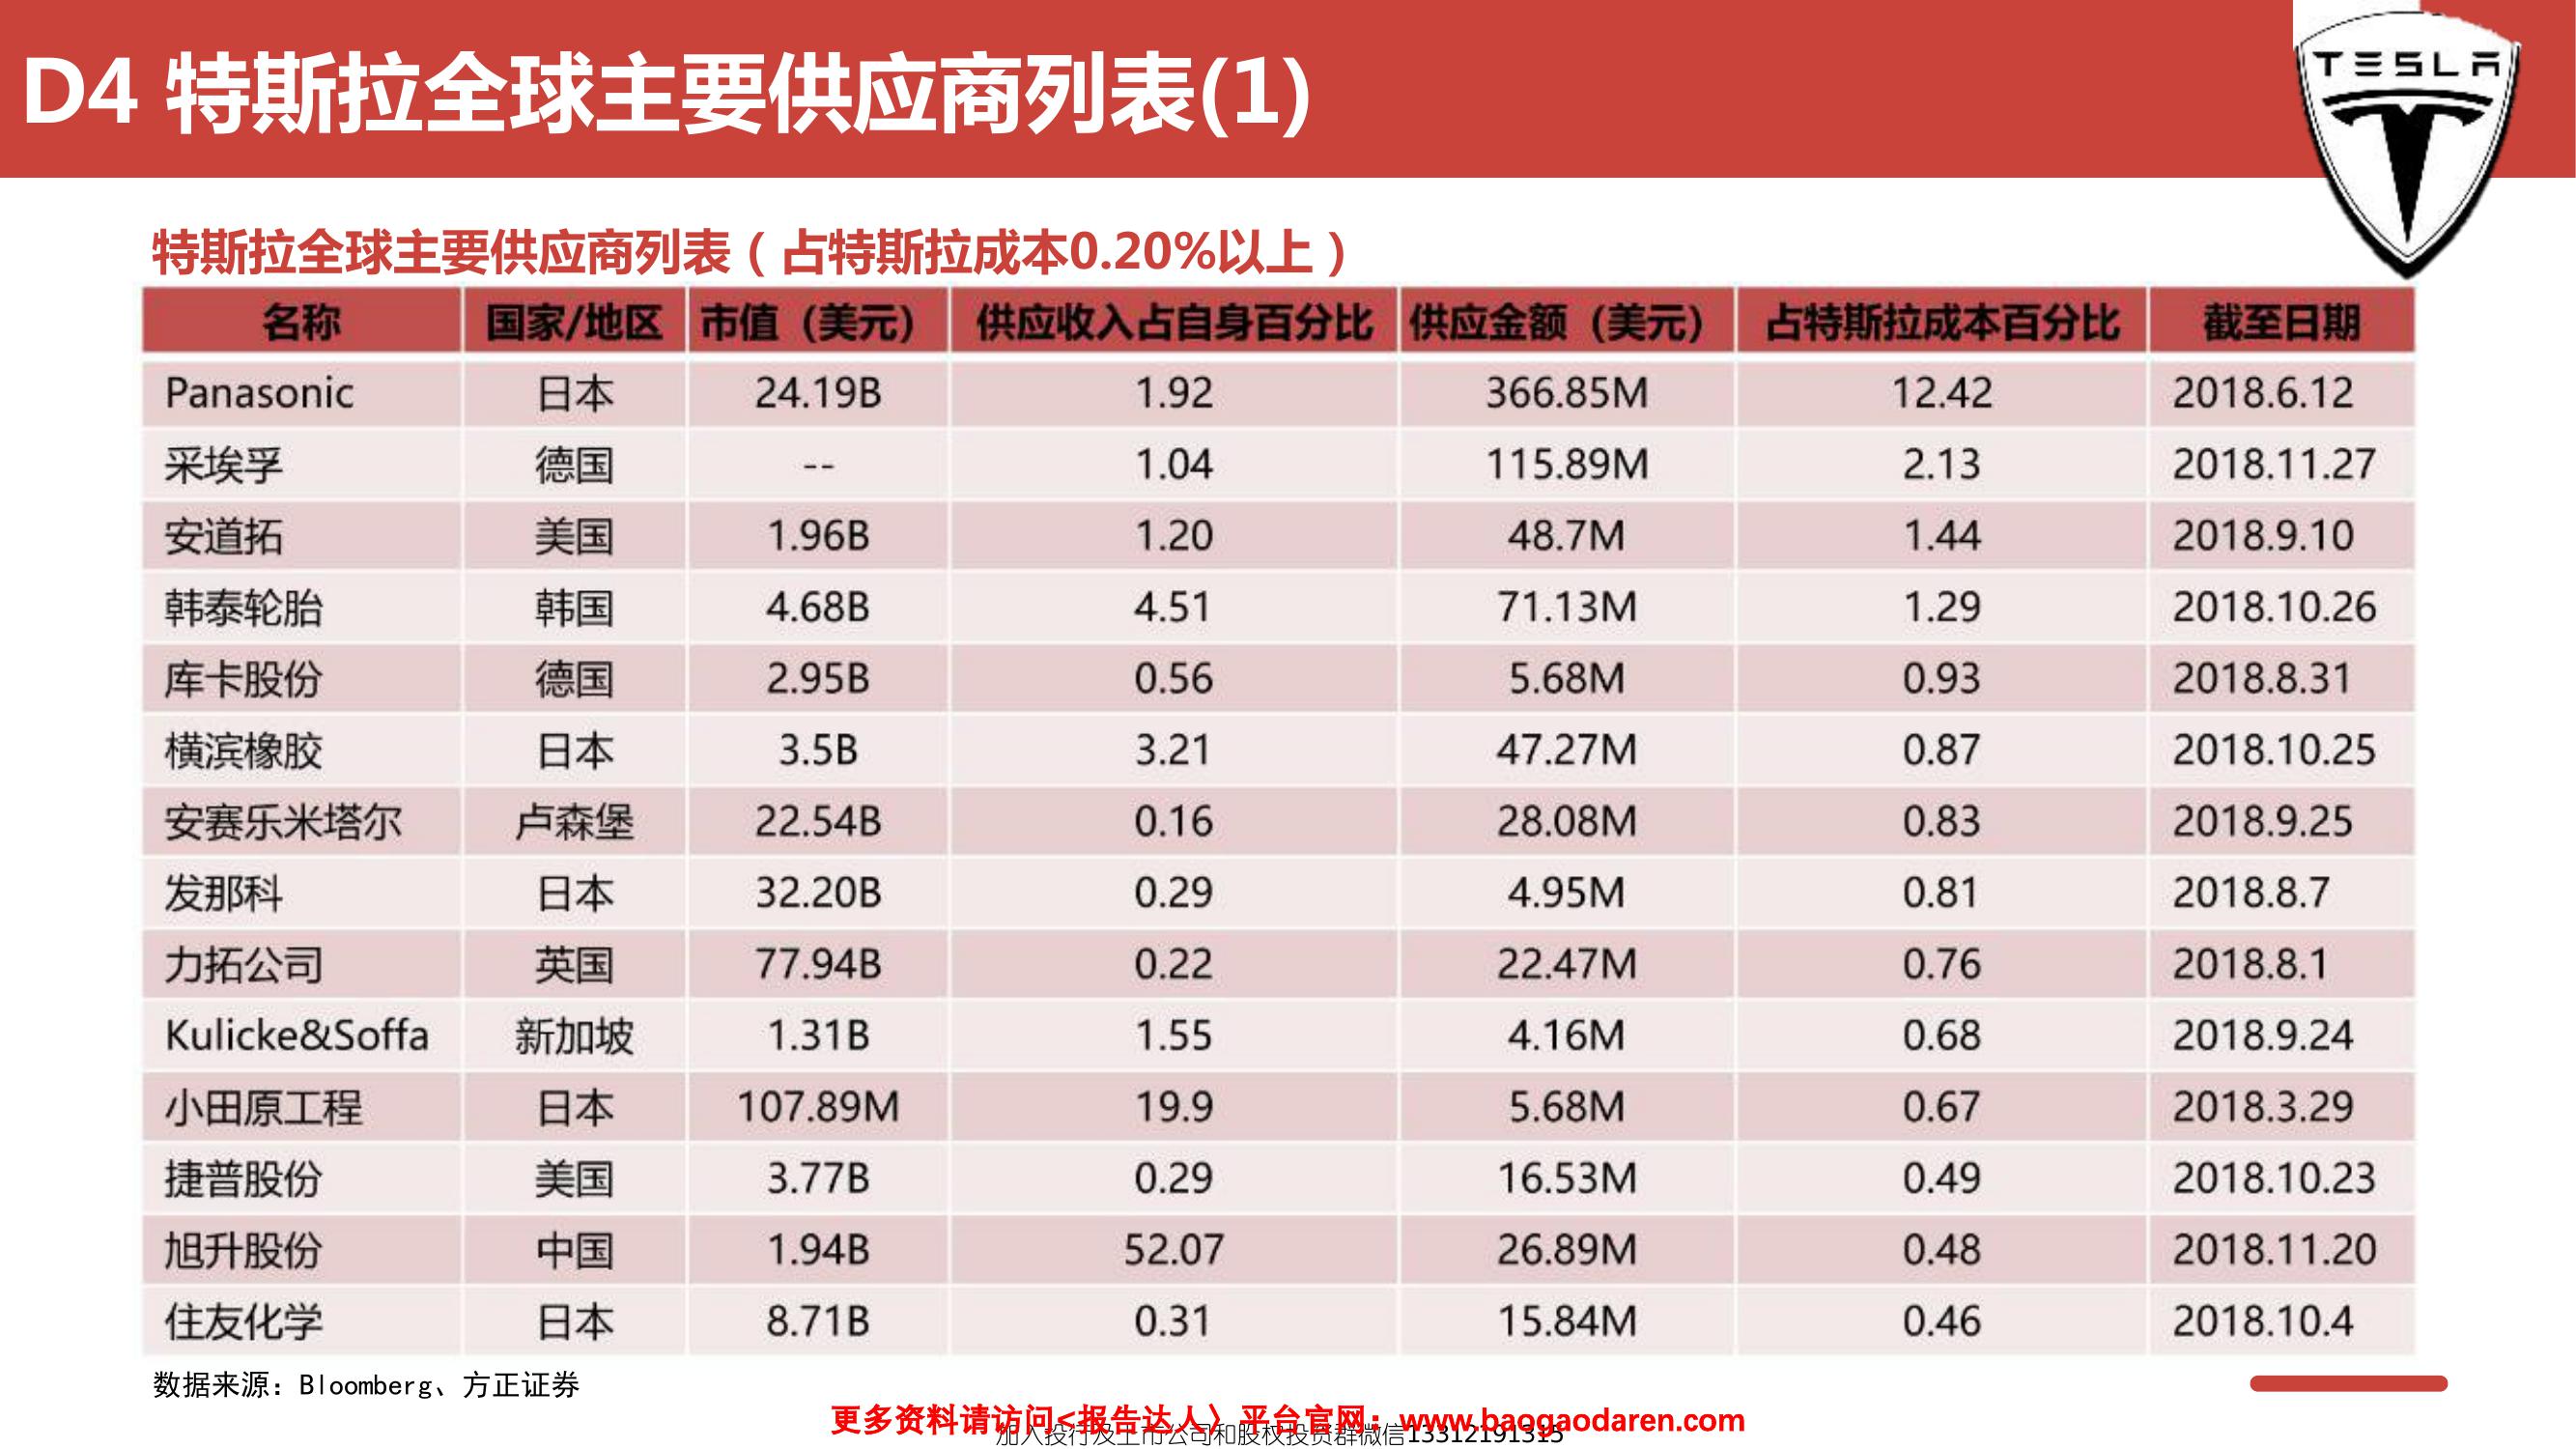 D4 特斯拉全球主要供应商列表(1)
TESLA
特斯拉全球主要供应商列表（占特斯拉成本0.20%以上）
名称 国家/地区 市值（美元） 供应收入占自身百分比 供应金额（美元） 占特斯拉成本百分比 截至日期
Panasonic 日本 24.19B 1.92 366.85M 12.42 2018.6.12
采埃孚 德国 -- 1.04 115.89M 2.13 2018.11.27
安道拓 美国 1.96B 1.20 48.7M 1.44 2018.9.10
韩泰轮胎 韩国 4.68B 4.51 71.13M 1.29 2018.10.26
库卡股份 德国 2.95B 0.56 5.68M 0.93 2018.8.31
横滨橡胶 日本 3.5B 3.21 47.27M 0.87 2018.10.25
安赛乐米塔尔 卢森堡 22.54B 0.16 28.08M 0.83 2018.9.25
发那科 日本 32.20B 0.29 4.95M 0.81 2018.8.7
力拓公司 英国 77.94B 0.22 22.47M 0.76 2018.8.1
Kulicke&Soffa 新加坡 1.31B 1.55 4.16M 0.68 2018.9.24
小田原工程 日本 107.89M 19.9 5.68M 0.67 2018.3.29
捷普股份 美国 3.77B 0.29 16.53M 0.49 2018.10.23
旭升股份 中国 1.94B 52.07 26.89M 0.48 2018.11.20
住友化学 日本 8.71B 0.31 15.84M 0.46 2018.10.4
数据来源：Bloomberg、方正证券
更多资料请访问<报告达人〉平台官网：www.baogaodaren.com
加入投行及上市公司和股权投资群微信13312191315